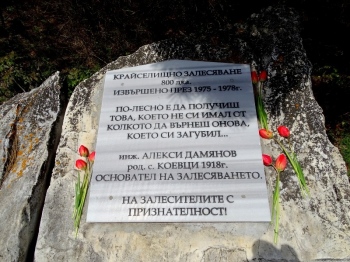 КРАЙСЕЛИЩНО ЗАЛЕСЯВАНЕ
800 дка.
ИЗВЪРШЕНО ПРЕЗ 1975 - 1978г.
ПО-ЛЕСНО Е ДА ПОЛУЧИШ
ТОВА, КОЕТО НЕ СИ ИМАЛ ОТ
КОЛКОТО ДА ВЪРНЕШ ОНОВА,
КОЕТО СИ ЗАГУБИЛ...
инж. АЛЕКСИ ДАМЯНОВ
род. с. КОЕВЦИ 1918г.
ОСНОВАТЕЛ НА ЗАЛЕСЯВАНЕТО.
НА ЗАЛЕСИТЕЛИТЕ С
ПРИЗНАТЕЛНОСТ!